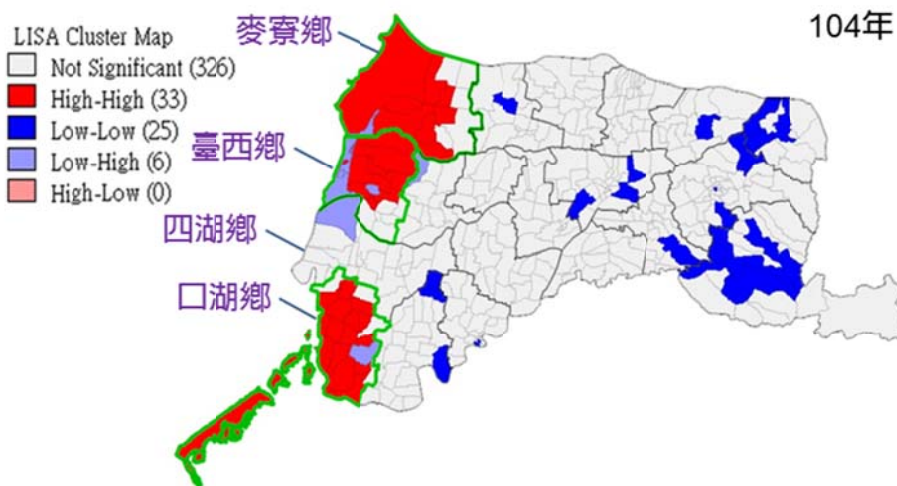 104年
LISA Cluster Map
Not Significant (326)
High-High (33)
Low-Low (25)
Low-High (6)
High-Low (0)
麥寮鄉
臺西鄉
四湖鄉
口湖鄉